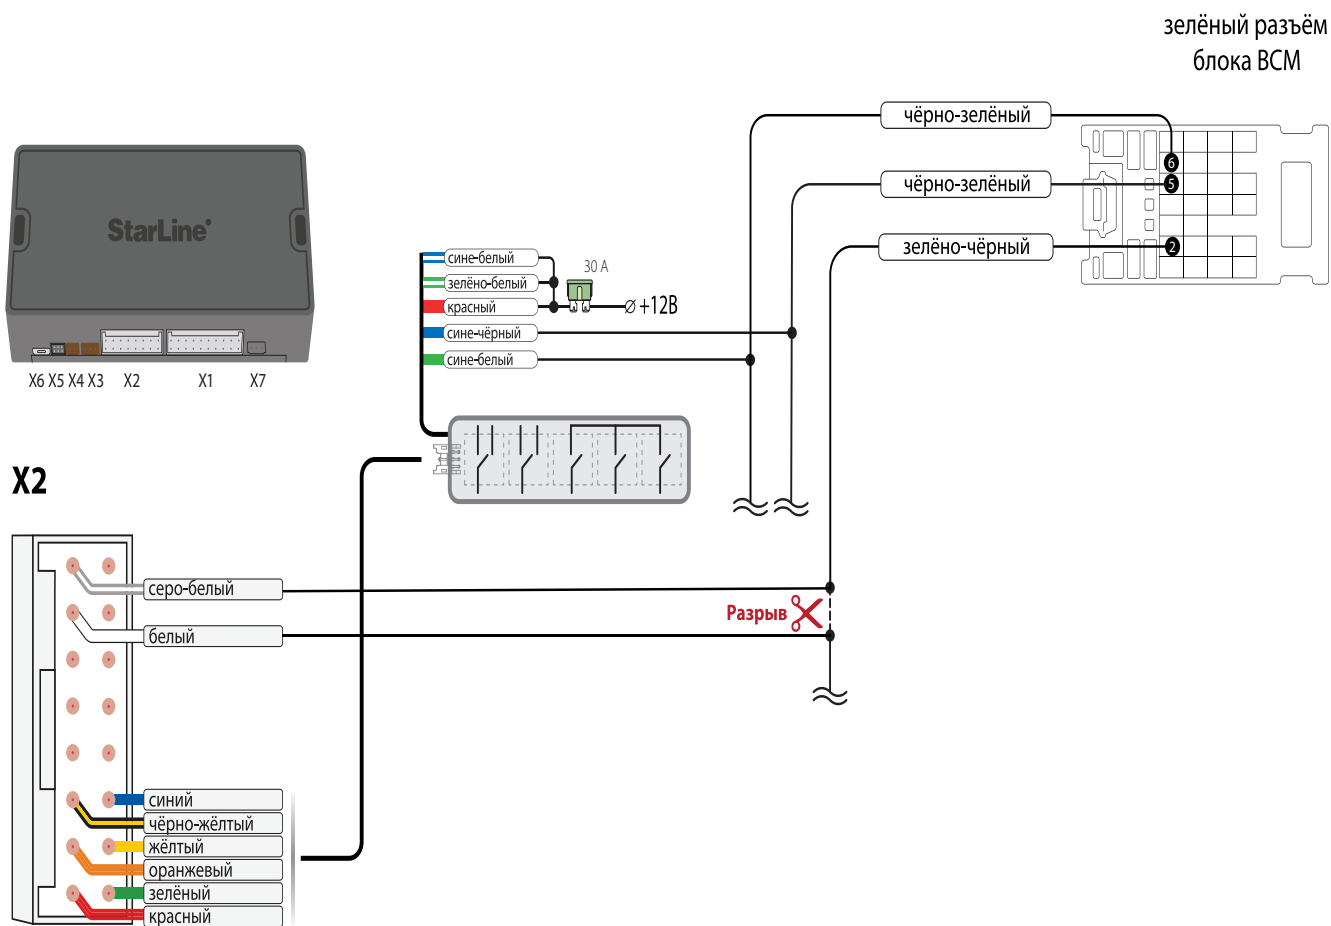 зелёный разъём
блока BCM
чёрно-зелёный
6
чёрно-зелёный
5
зелёно-чёрный
2
StarLine
X6 X5 X4 X3 X2 X1 X7
сине-белый
30 A
зелёно-белый
красный
+12В
сине-чёрный
сине-белый
X2
серо-белый
Разрыв
белый
синий
чёрно-жёлтый
жёлтый
оранжевый
зелёный
красный